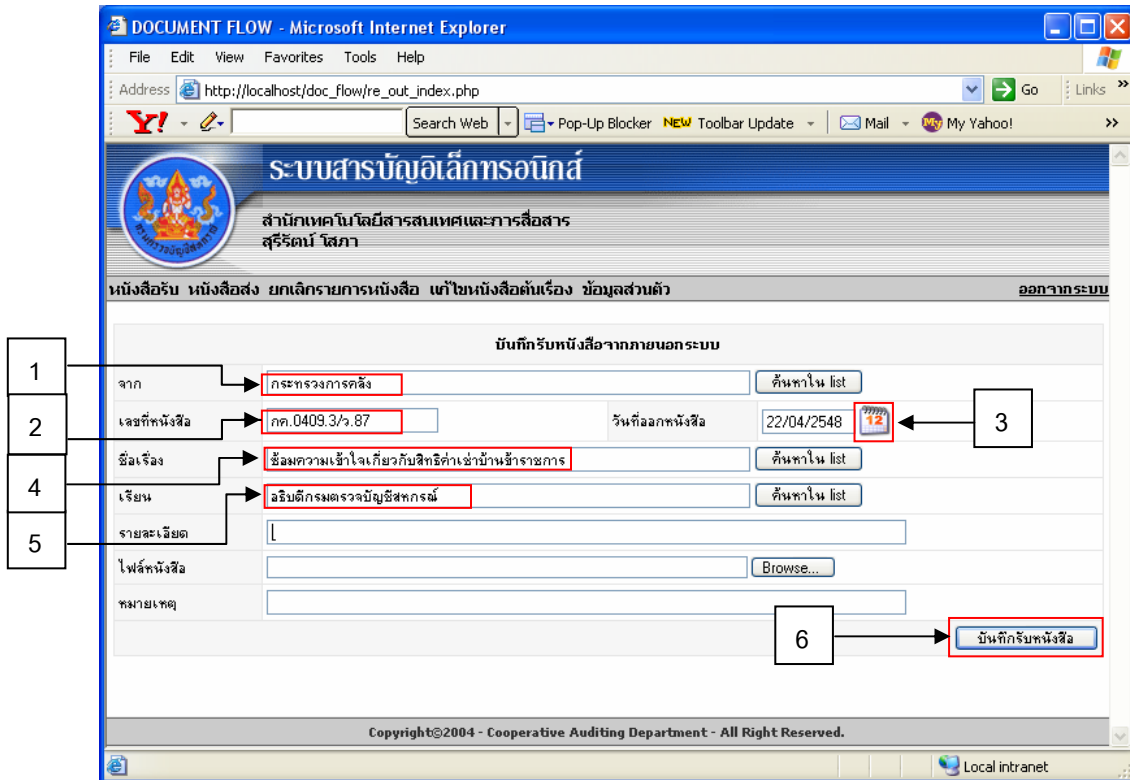 DOCUMENT FLOW - Microsoft Internet Explorer
File Edit View Favorites Tools Help
Address http://localhost/doc_flow/re_out_index.php Go Links »
Y! Search Web Pop-Up Blocker NEW Toolbar Update Mail My My Yahoo! »
ระบบสารบัญอิเล็กทรอนิกส์
สำนักเทคโนโลยีสารสนเทศและการสื่อสาร
สุรีรัตน์ โสภา
กรมตรวจบัญชีสหกรณ์
หนังสือรับ หนังสือส่ง ยกเลิกรายการหนังสือ แก้ไขหนังสือต้นเรื่อง ข้อมูลส่วนตัว ออกจากระบบ
บันทึกรับหนังสือจากภายนอกระบบ
1 จาก กระทรวงการคลัง ค้นหาใน list
2 เลขที่หนังสือ กค.0409.3/ว.87 วันที่ออกหนังสือ 22/04/2548 12 3
4 ชื่อเรื่อง ซ้อมความเข้าใจเกี่ยวกับสิทธิค่าเช่าบ้านข้าราชการ ค้นหาใน list
5 เรียน อธิบดีกรมตรวจบัญชีสหกรณ์ ค้นหาใน list
รายละเอียด
ไฟล์หนังสือ Browse...
หมายเหตุ
6 บันทึกรับหนังสือ
Copyright©2004 - Cooperative Auditing Department - All Right Reserved.
Local intranet